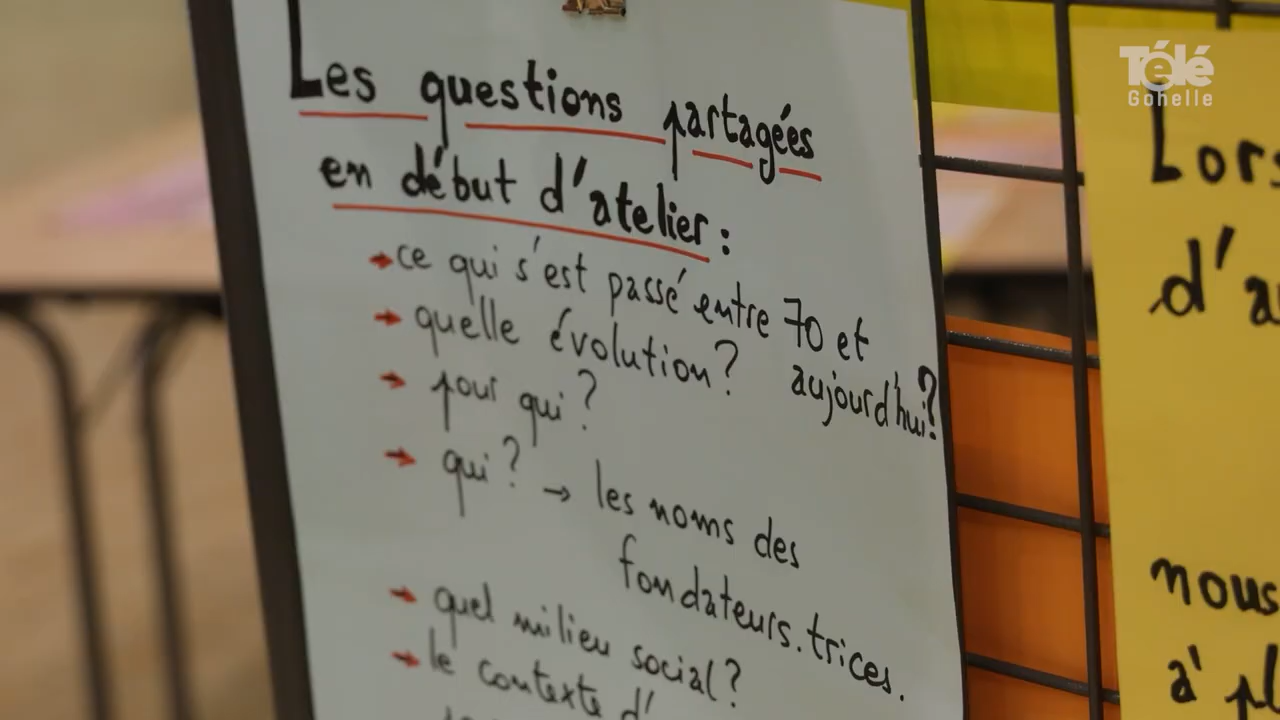 Les questions partagées
en début d'atelier :
→ ce qui s'est passé entre 70 et
aujourd'hui ?
→ quelle évolution ?
→ pour qui ?
→ qui ? → les noms des
fondateurs.trices.
→ quel milieu social ?
→ le contexte d'
Télé
Gohelle
Lors
d'a
nous
à pl